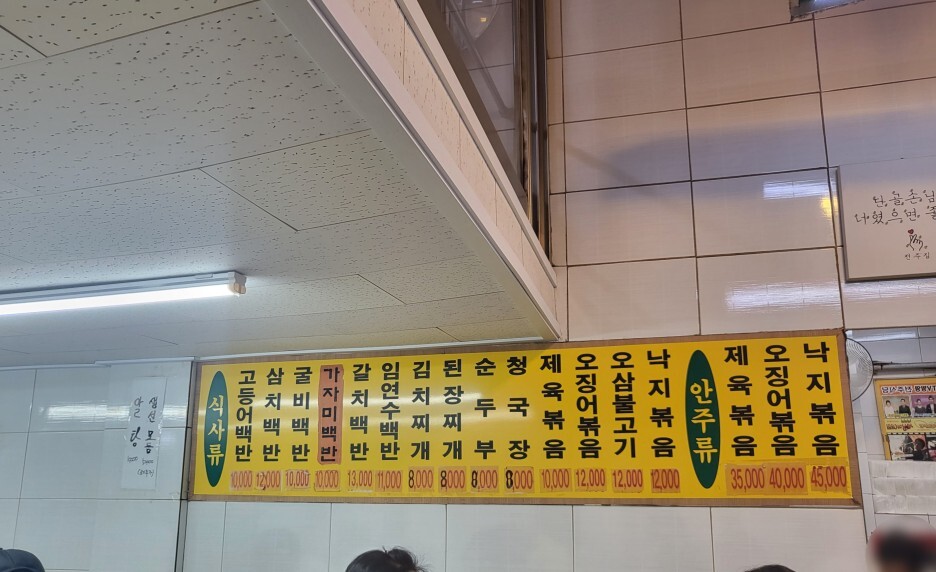 식사류
고등어백반 10,000
삼치백반 12,000
굴비백반 10,000
가자미백반 10,000
갈치백반 13,000
임연수백반 11,000
김치찌개 8,000
된장찌개 8,000
순두부 8,000
청국장 8,000
제육볶음 10,000
오징어볶음 12,000
오삼불고기 12,000
낙지볶음 12,000
안주류
제육볶음 35,000
오징어볶음 40,000
낙지볶음 45,000
생선모듬
알탕